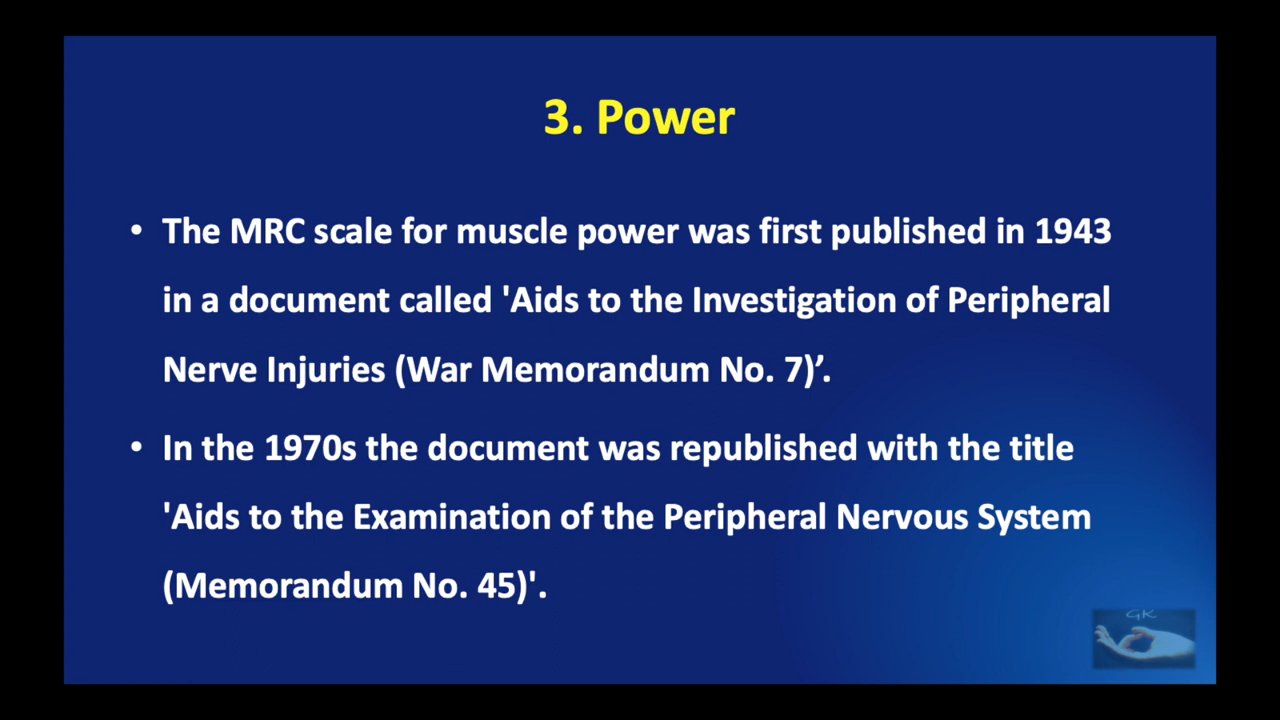 3. Power
• The MRC scale for muscle power was first published in 1943
in a document called 'Aids to the Investigation of Peripheral
Nerve Injuries (War Memorandum No. 7)’.
• In the 1970s the document was republished with the title
'Aids to the Examination of the Peripheral Nervous System
(Memorandum No. 45)'.
GK